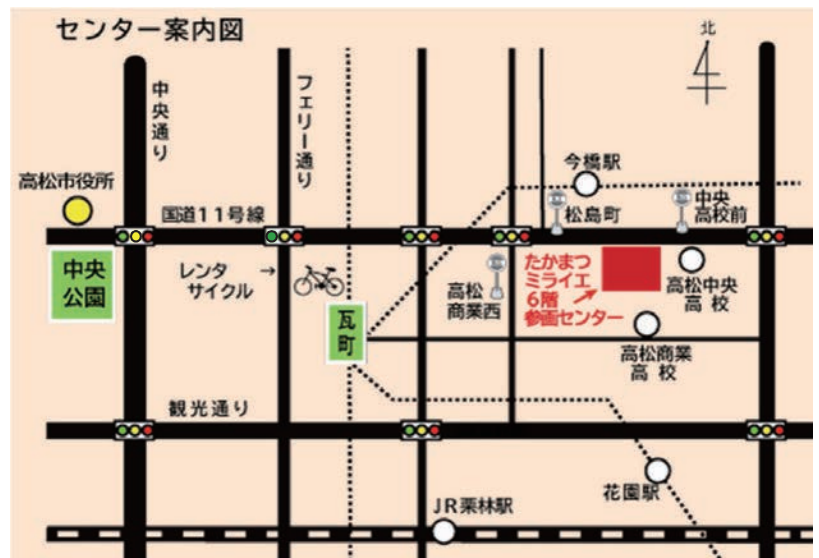 センター案内図
北
中央通り
フェリー通り
高松市役所
国道11号線
今橋駅
松島町
中央
高校前
中央
公園
レンタ→
サイクル
瓦町
高松
商業西
たかまつ
ミライエ
6階
参画センター
高松中央
高校
高松商業
高校
観光通り
花園駅
JR栗林駅